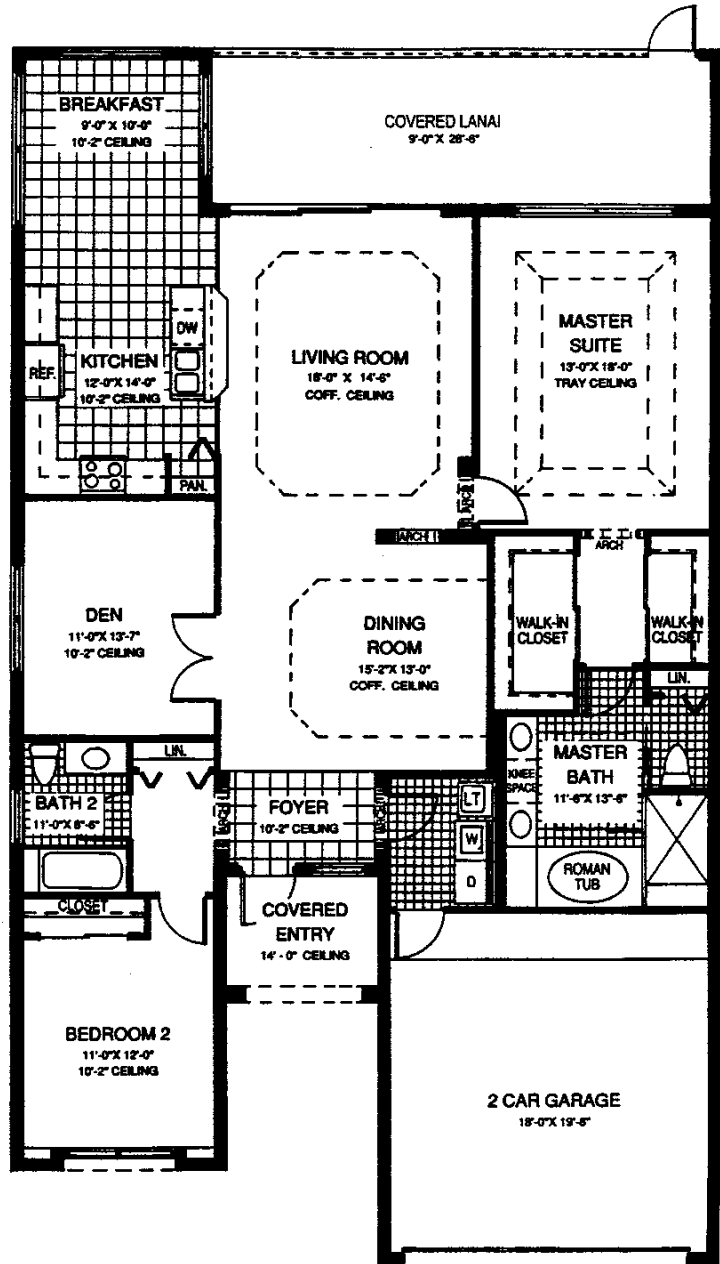 BREAKFAST
9'-0" X 10'-0"
10'-2" CEILING
COVERED LANAI
9'-0" X 28'-6"
DW
REF.
KITCHEN
12'-0"X 14'-0"
10'-2" CEILING
PAN.
LIVING ROOM
16'-0" X 14'-6"
COFF. CEILING
MASTER
SUITE
13'-0"X 18'-0"
TRAY CEILING
ARCH
ARCH
ARCH
DEN
11'-0"X 13'-7"
10'-2" CEILING
DINING
ROOM
15'-2"X 13'-0"
COFF. CEILING
WALK-IN
CLOSET
WALK-IN
CLOSET
LIN.
LIN.
BATH 2
11'-0"X 8'-6"
ARCH
FOYER
10'-2" CEILING
ARCH
LT
W
D
KNEE
SPACE
MASTER
BATH
11'-6"X 13'-6"
ROMAN
TUB
CLOSET
COVERED
ENTRY
14'-0" CEILING
BEDROOM 2
11'-0"X 12'-0"
10'-2" CEILING
2 CAR GARAGE
18'-0"X 19'-8"